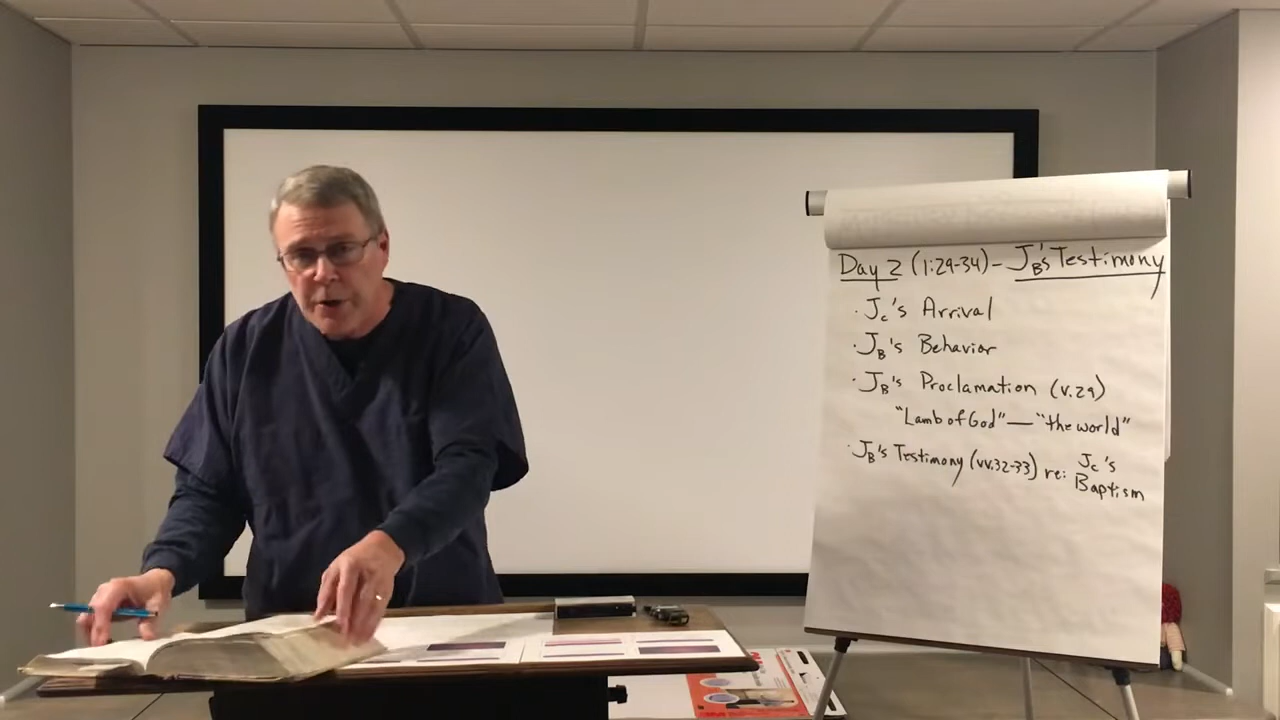 Day 2 (1:29-34) - JB's Testimony
· Jc's Arrival
· JB's Behavior
· JB's Proclamation (v.29)
"Lamb of God" — "the world"
· JB's Testimony (vv.32-33) re: Jc's Baptism